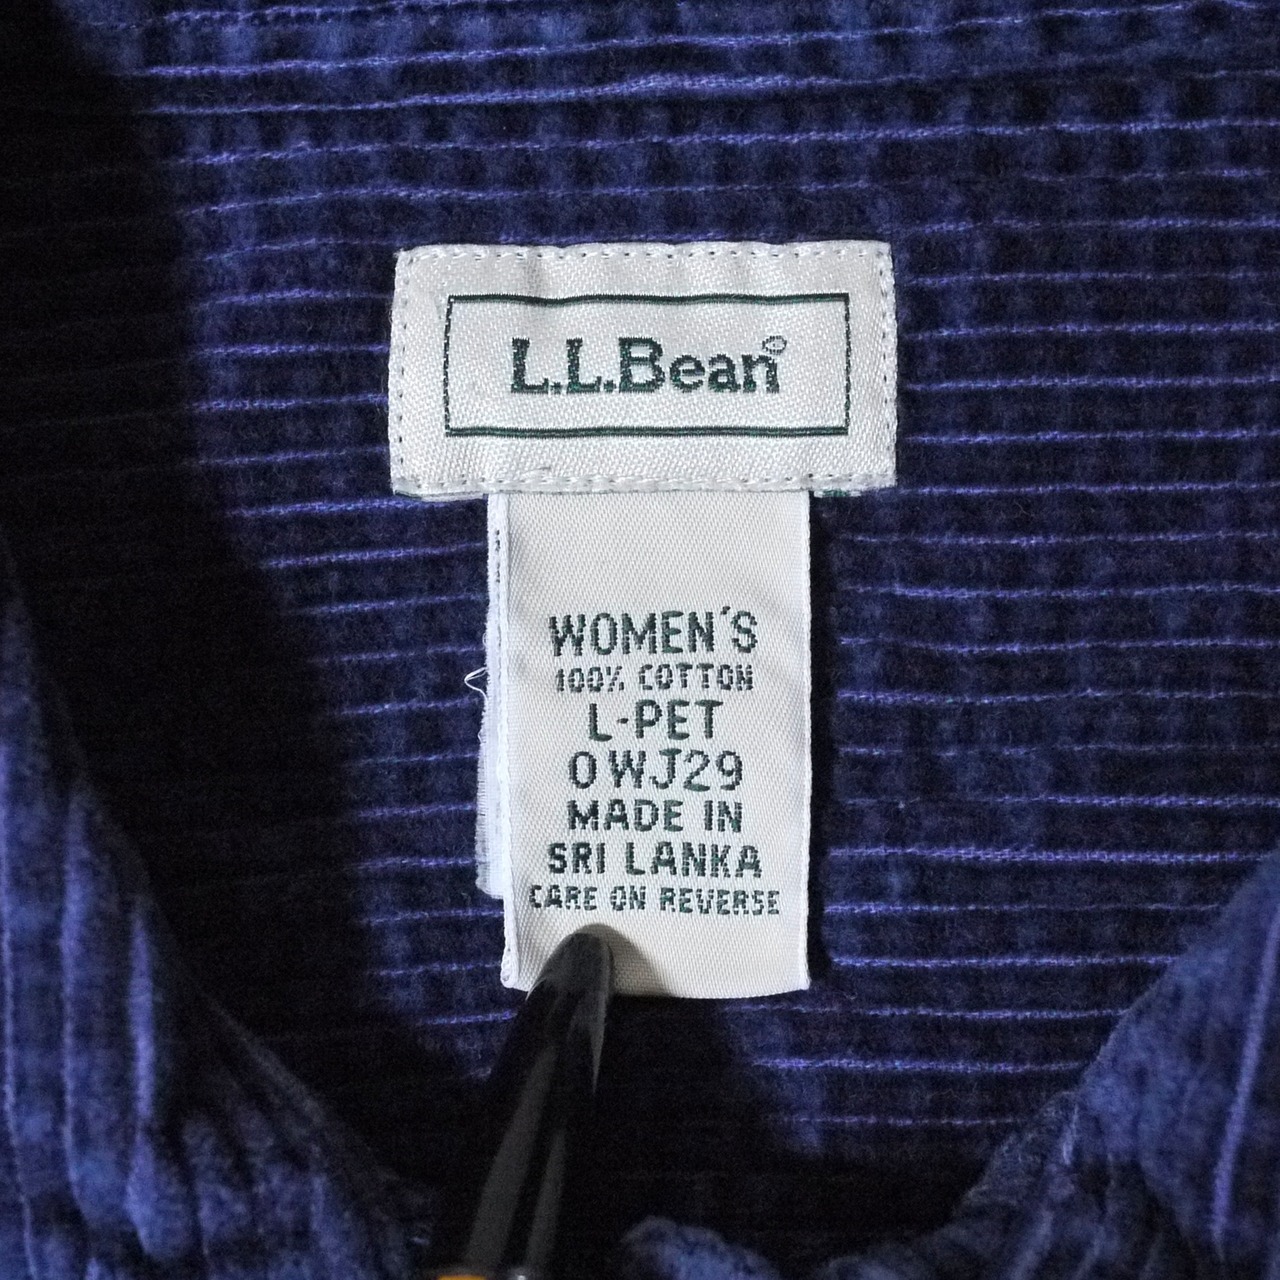 L.L.Bean®
WOMEN'S
100% COTTON
L-PET
0WJ29
MADE IN
SRI LANKA
CARE ON REVERSE